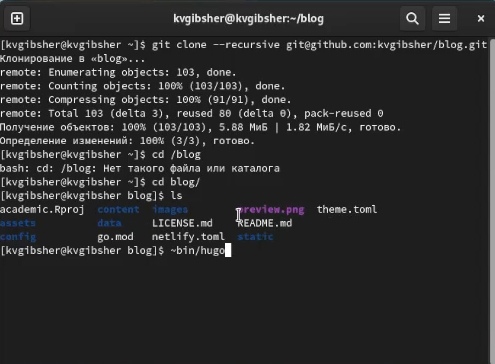 kvgibsher@kvgibsher:~/blog
[kvgibsher@kvgibsher ~]$ git clone --recursive git@github.com:kvgibsher/blog.git
Клонирование в «blog»...
remote: Enumerating objects: 103, done.
remote: Counting objects: 100% (103/103), done.
remote: Compressing objects: 100% (91/91), done.
remote: Total 103 (delta 3), reused 80 (delta 0), pack-reused 0
Получение объектов: 100% (103/103), 5.88 МиБ | 1.82 МиБ/с, готово.
Определение изменений: 100% (3/3), готово.
[kvgibsher@kvgibsher ~]$ cd /blog
bash: cd: /blog: Нет такого файла или каталога
[kvgibsher@kvgibsher ~]$ cd blog/
[kvgibsher@kvgibsher blog]$ ls
academic.Rproj content images preview.png theme.toml
assets data LICENSE.md README.md
config go.mod netlify.toml static
[kvgibsher@kvgibsher blog]$ ~bin/hugo